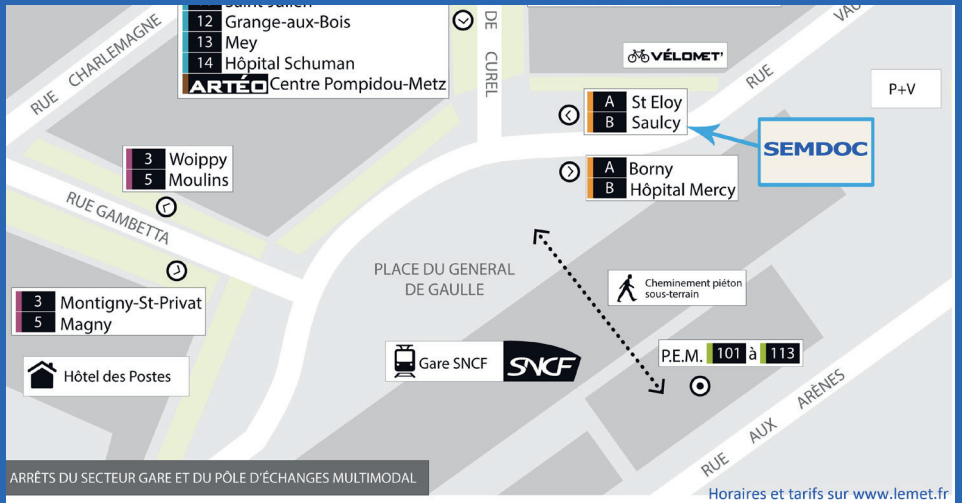 Saint-Julien
12 Grange-aux-Bois
13 Mey
14 Hôpital Schuman
ARTÉO Centre Pompidou-Metz
RUE CHARLEMAGNE
DE CUREL
VÉLOMET'
RUE
P+V
A St Eloy
B Saulcy
SEMDOC
3 Woippy
5 Moulins
A Borny
B Hôpital Mercy
RUE GAMBETTA
PLACE DU GENERAL
DE GAULLE
Cheminement piéton
sous-terrain
3 Montigny-St-Privat
5 Magny
Gare SNCF SNCF
P.E.M. 101 à 113
Hôtel des Postes
RUE AUX ARÈNES
ARRÊTS DU SECTEUR GARE ET DU PÔLE D'ÉCHANGES MULTIMODAL
Horaires et tarifs sur www.lemet.fr